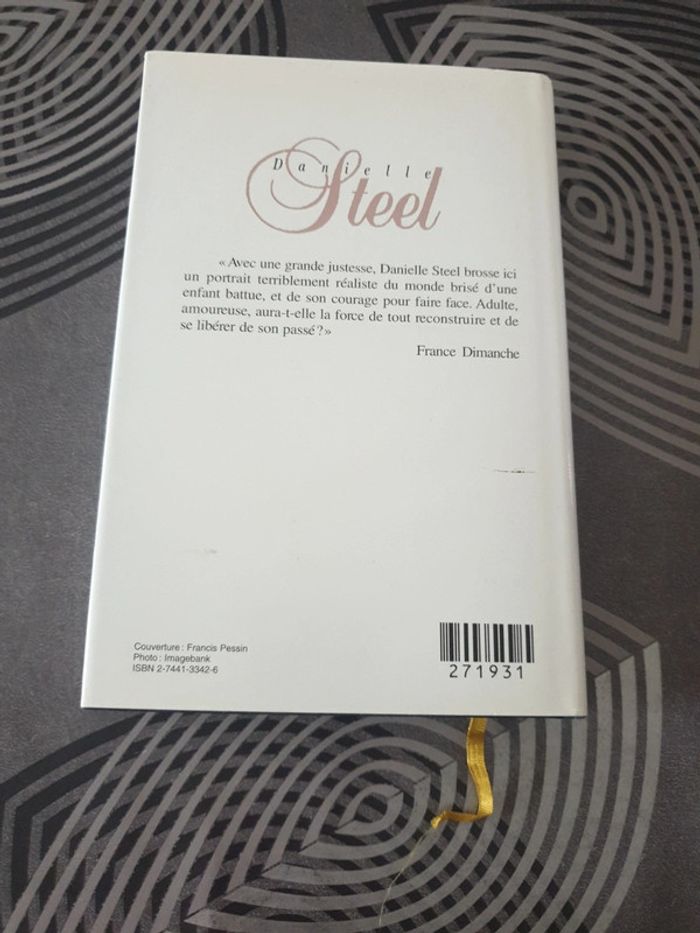 Danielle
Steel
« Avec une grande justesse, Danielle Steel brosse ici
un portrait terriblement réaliste du monde brisé d'une
enfant battue, et de son courage pour faire face. Adulte,
amoureuse, aura-t-elle la force de tout reconstruire et de
se libérer de son passé ? »
France Dimanche
Couverture : Francis Pessin
Photo : Imagebank
ISBN 2-7441-3342-6
271931